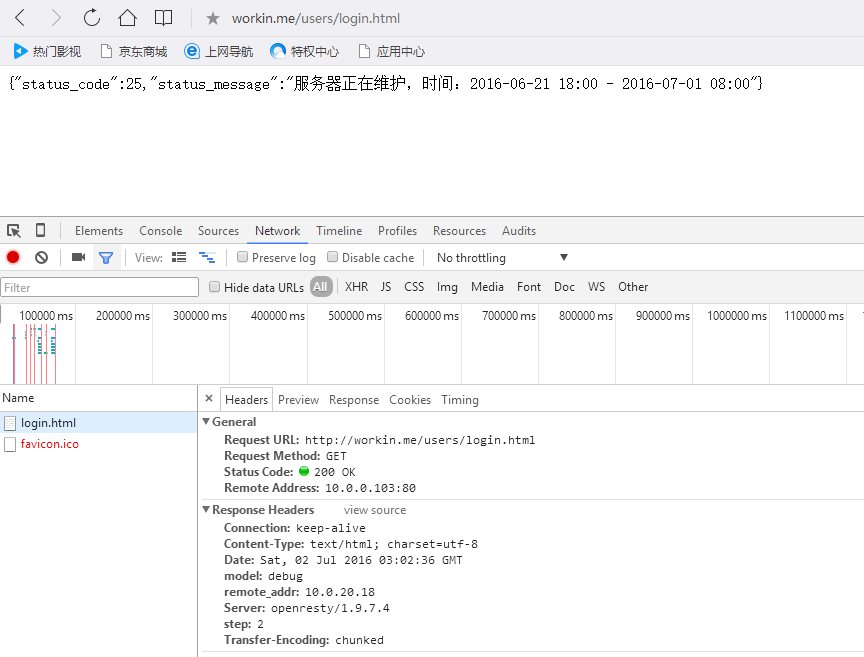 workin.me/users/login.html
热门影视 京东商城 上网导航 特权中心 应用中心
{"status_code":25,"status_message":"服务器正在维护，时间：2016-06-21 18:00 - 2016-07-01 08:00"}
Elements Console Sources Network Timeline Profiles Resources Audits
View: Preserve log Disable cache No throttling
Filter Hide data URLs All XHR JS CSS Img Media Font Doc WS Other
100000 ms 200000 ms 300000 ms 400000 ms 500000 ms 600000 ms 700000 ms 800000 ms 900000 ms 1000000 ms 1100000 ms
Name × Headers Preview Response Cookies Timing
login.html
favicon.ico
General
Request URL: http://workin.me/users/login.html
Request Method: GET
Status Code: 200 OK
Remote Address: 10.0.0.103:80
Response Headers view source
Connection: keep-alive
Content-Type: text/html; charset=utf-8
Date: Sat, 02 Jul 2016 03:02:36 GMT
model: debug
remote_addr: 10.0.20.18
Server: openresty/1.9.7.4
step: 2
Transfer-Encoding: chunked